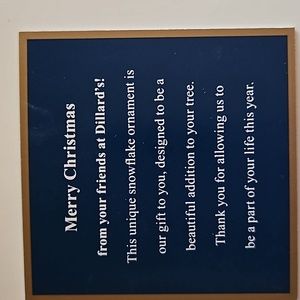 Merry Christmas
from your friends at Dillard's!
This unique snowflake ornament is
our gift to you, designed to be a
beautiful addition to your tree.
Thank you for allowing us to
be a part of your life this year.